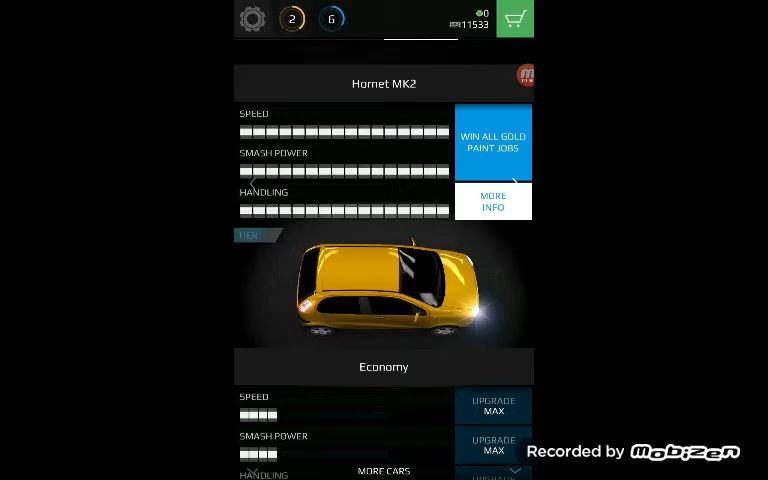 2
6
0
11533
Hornet MK2
SPEED
SMASH POWER
HANDLING
WIN ALL GOLD
PAINT JOBS
MORE
INFO
TIER
Economy
SPEED
UPGRADE
MAX
SMASH POWER
UPGRADE
MAX
HANDLING
UPGRADE
MORE CARS
Recorded by Mobizen